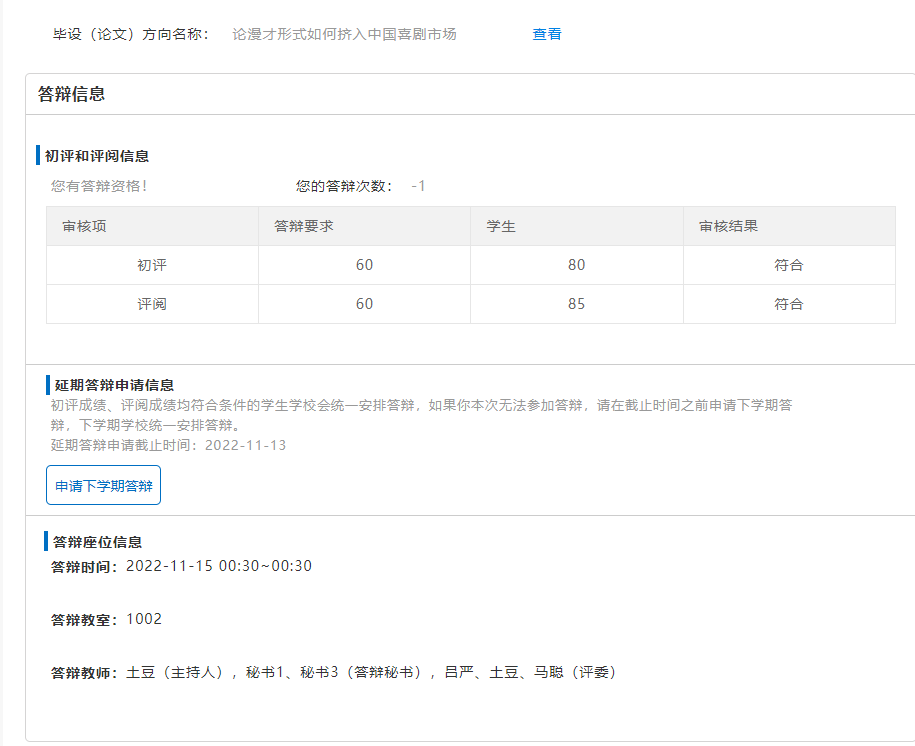 毕设（论文）方向名称： 论漫才形式如何挤入中国喜剧市场 查看
答辩信息
初评和评阅信息
您有答辩资格! 您的答辩次数： -1
审核项 答辩要求 学生 审核结果
初评 60 80 符合
评阅 60 85 符合
延期答辩申请信息
初评成绩、评阅成绩均符合条件的学生学校会统一安排答辩，如果你本次无法参加答辩，请在截止时间之前申请下学期答
辩，下学期学校统一安排答辩。
延期答辩申请截止时间：2022-11-13
申请下学期答辩
答辩座位信息
答辩时间：2022-11-15 00:30~00:30
答辩教室：1002
答辩教师：土豆（主持人），秘书1、秘书3（答辩秘书），吕严、土豆、马聪（评委）